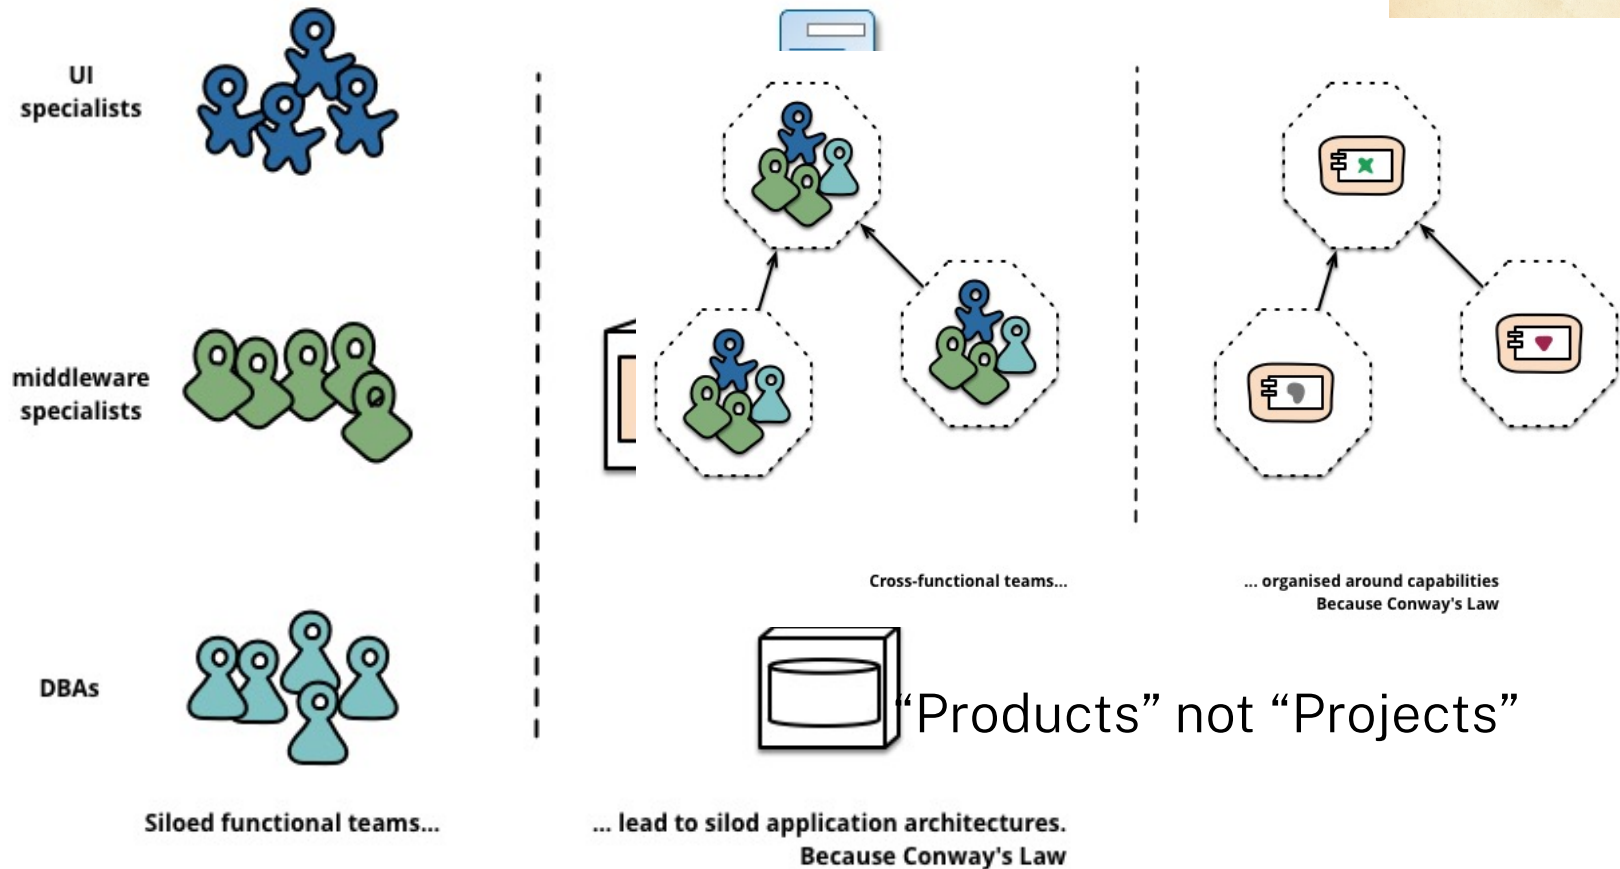 UI
specialists
middleware
specialists
DBAs
Siloed functional teams...
... lead to silod application architectures.
Because Conway's Law
Cross-functional teams...
... organised around capabilities
Because Conway's Law
“Products” not “Projects”